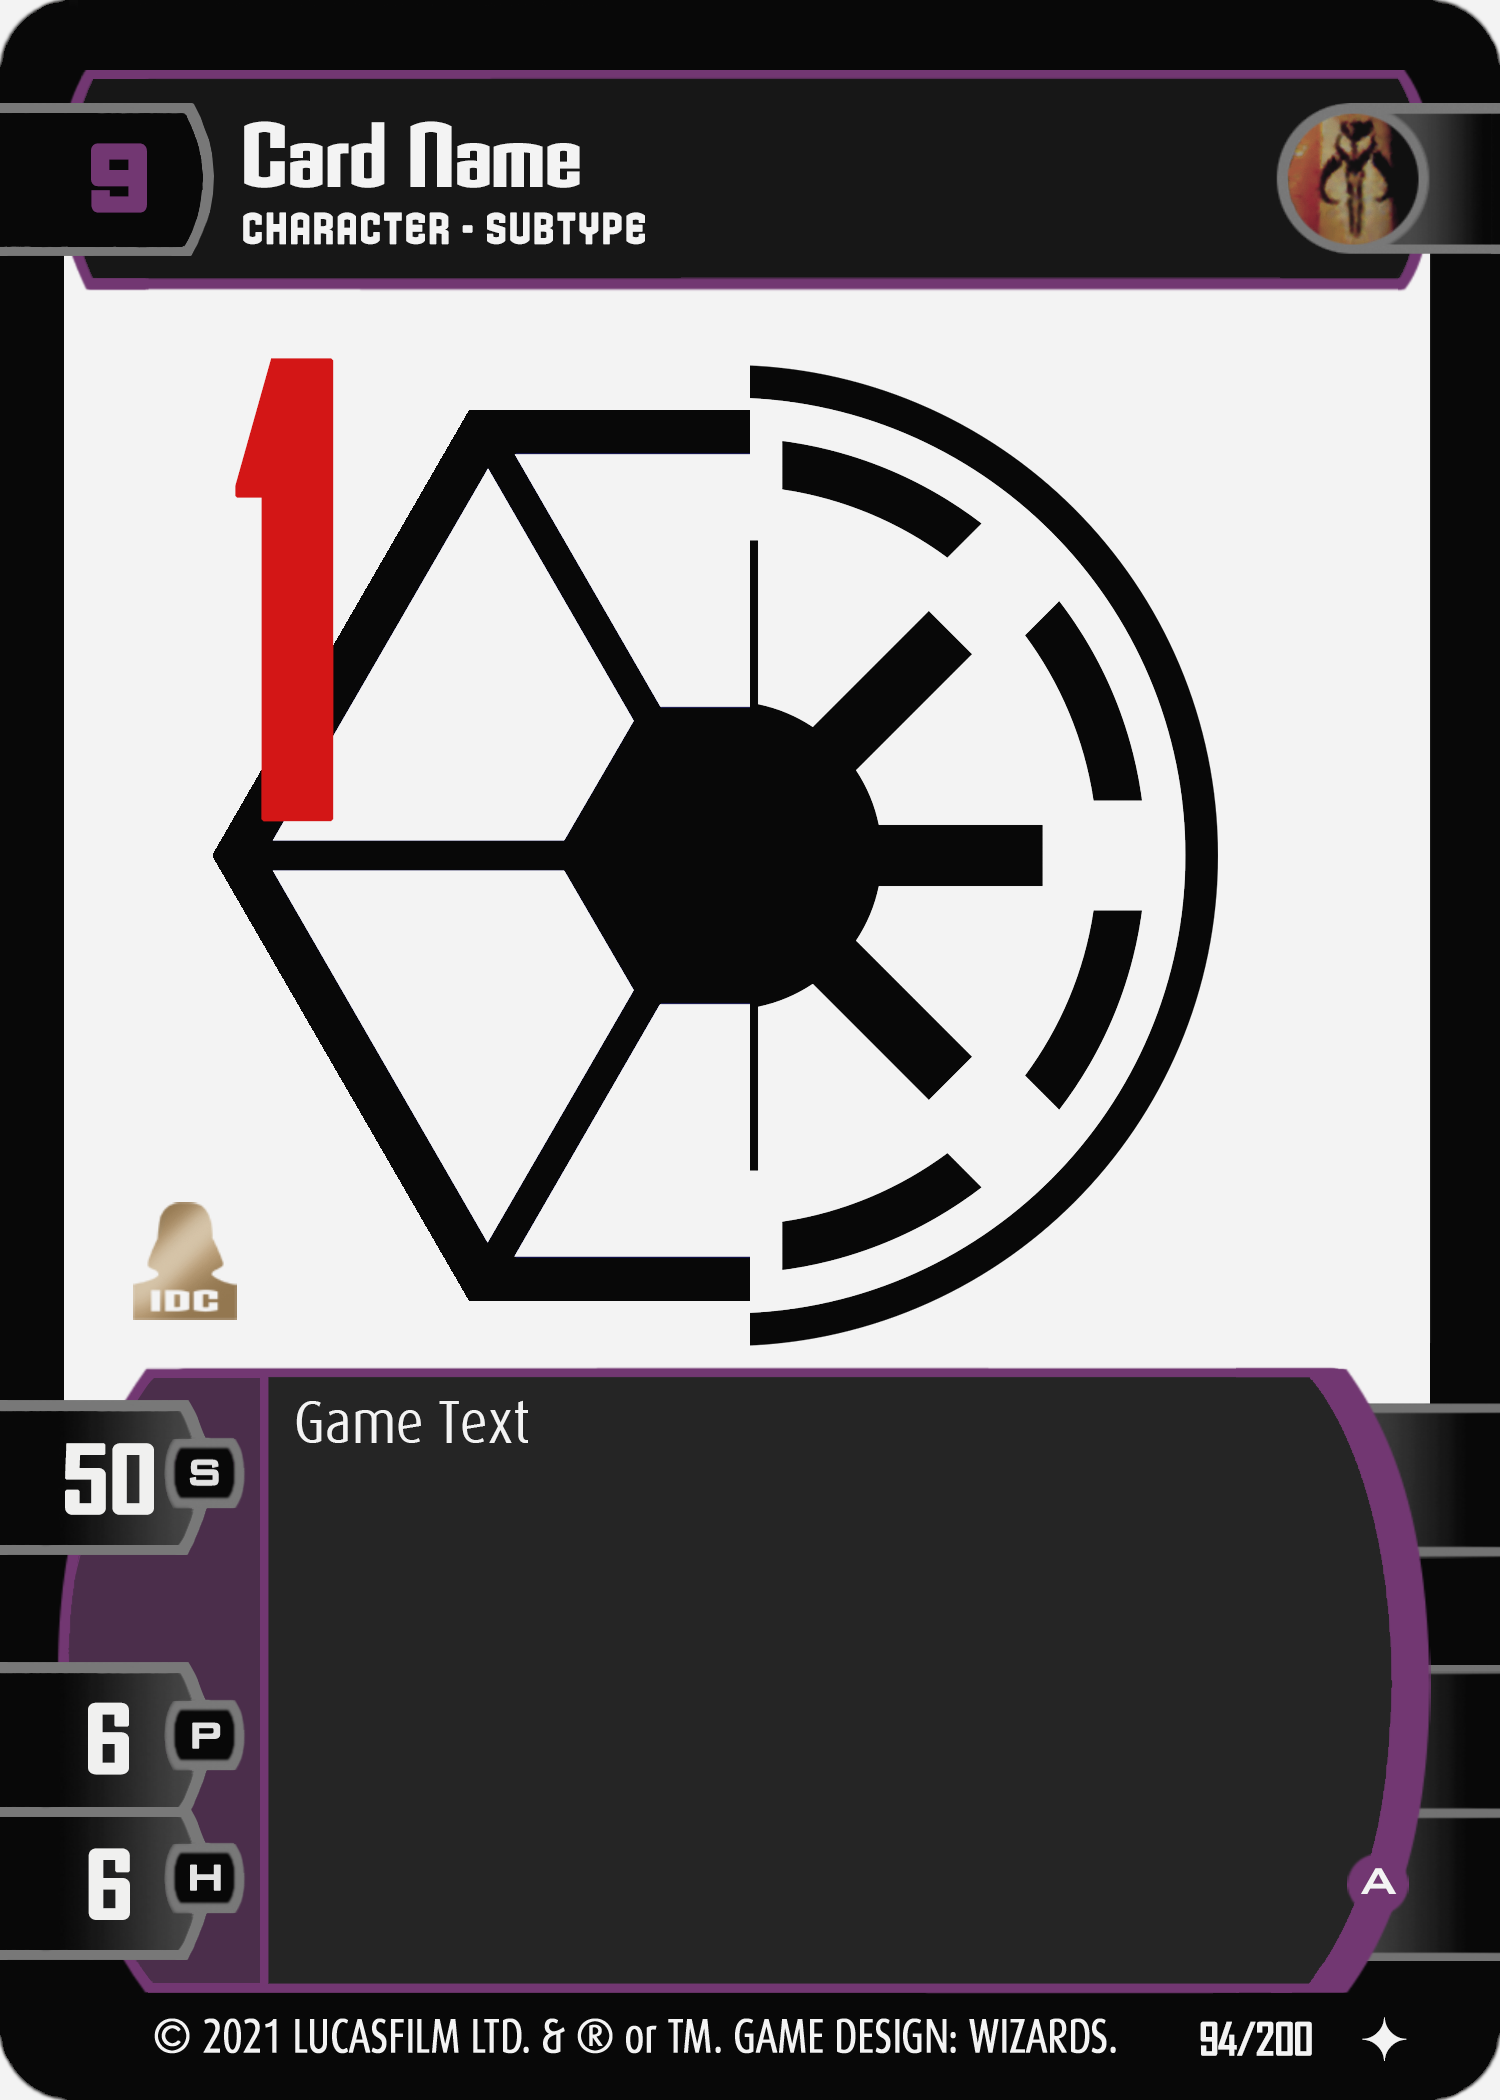 9
Card Name
CHARACTER - SUBTYPE
1
IDC
Game Text
50 S
6 P
6 H
A
© 2021 LUCASFILM LTD. & ® or TM. GAME DESIGN: WIZARDS. 94/200